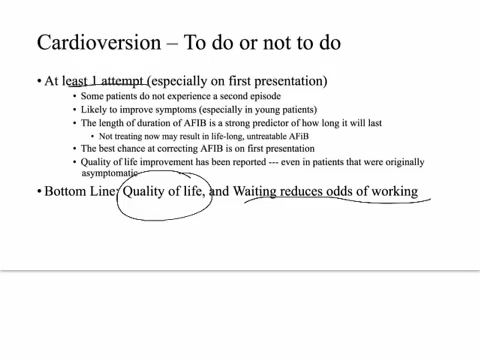 Cardioversion – To do or not to do
• At least 1 attempt (especially on first presentation)
• Some patients do not experience a second episode
• Likely to improve symptoms (especially in young patients)
• The length of duration of AFIB is a strong predictor of how long it will last
• Not treating now may result in life-long, untreatable AFiB
• The best chance at correcting AFIB is on first presentation
• Quality of life improvement has been reported --- even in patients that were originally
asymptomatic
• Bottom Line: Quality of life, and Waiting reduces odds of working